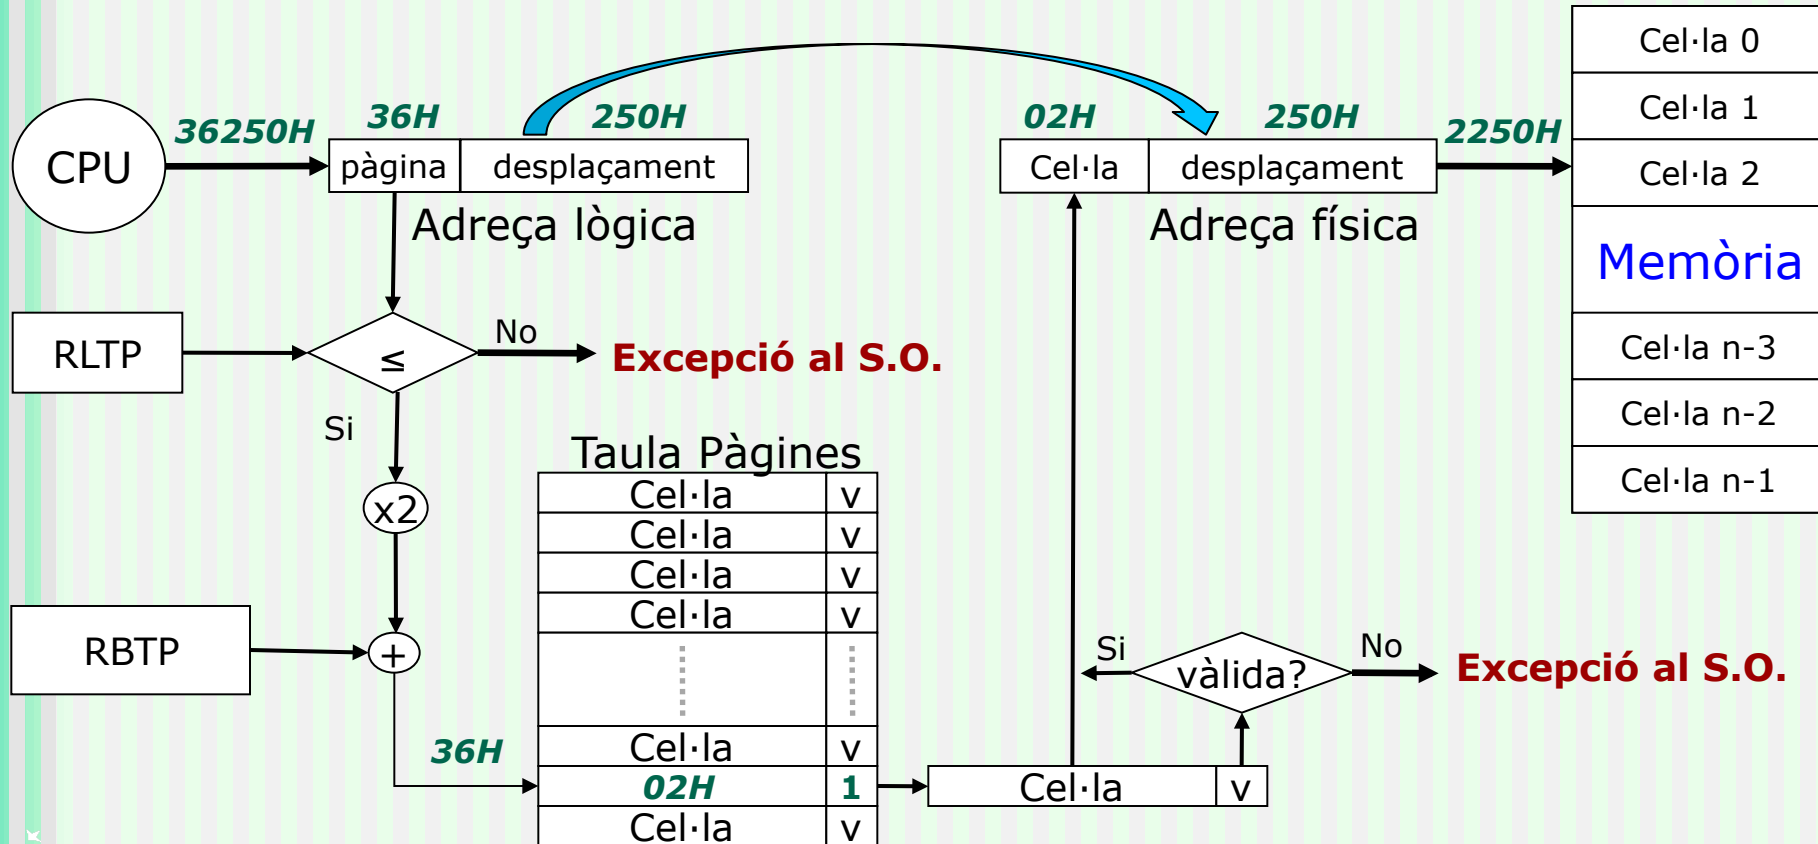 Cel·la 0
36H 250H 02H 250H
Cel·la 1
36250H 2250H
CPU pàgina desplaçament Cel·la desplaçament Cel·la 2
Adreça lògica Adreça física
Memòria
RLTP ≤ No Excepció al S.O. Cel·la n-3
Si Cel·la n-2
Taula Pàgines
Cel·la n-1
Cel·la v
x2
Cel·la v
Cel·la v
Cel·la v
RBTP + Si vàlida? No Excepció al S.O.
36H Cel·la v
02H 1 Cel·la v
Cel·la v